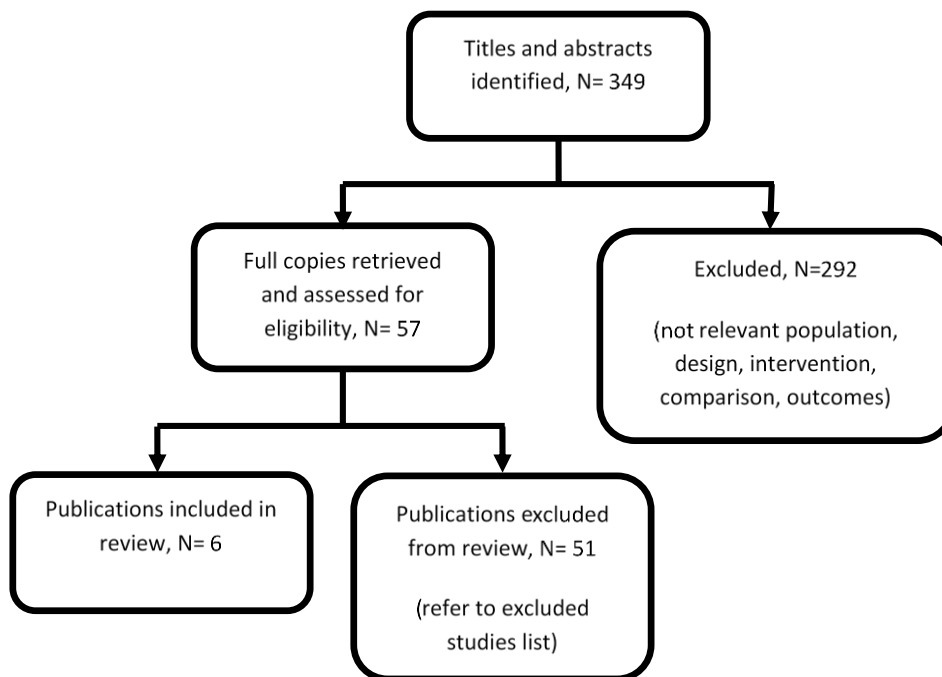 Titles and abstracts
identified, N= 349
Full copies retrieved
and assessed for
eligibility, N= 57
Excluded, N=292
(not relevant population,
design, intervention,
comparison, outcomes)
Publications included in
review, N= 6
Publications excluded
from review, N= 51
(refer to excluded
studies list)